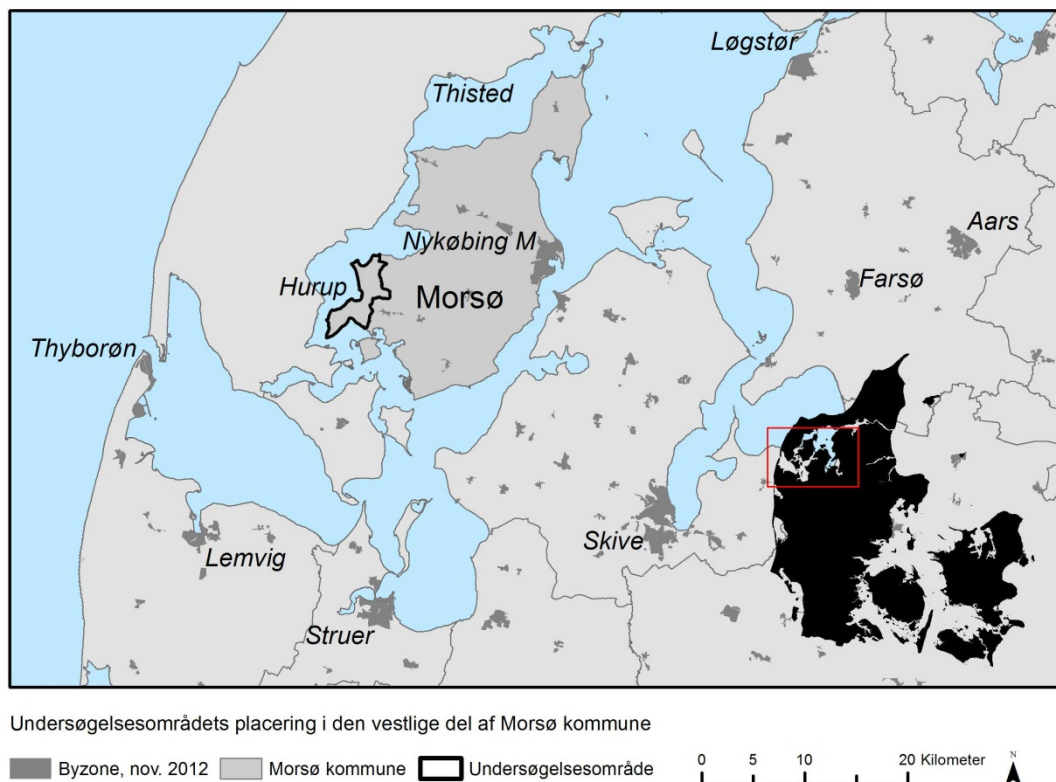 Løgstør
Thisted
Aars
Nykøbing M
Farsø
Hurup
Morsø
Thyborøn
Skive
Lemvig
Struer
Undersøgelsesområdets placering i den vestlige del af Morsø kommune
Byzone, nov. 2012 Morsø kommune Undersøgelsesområde 0 5 10 20 Kilometer N